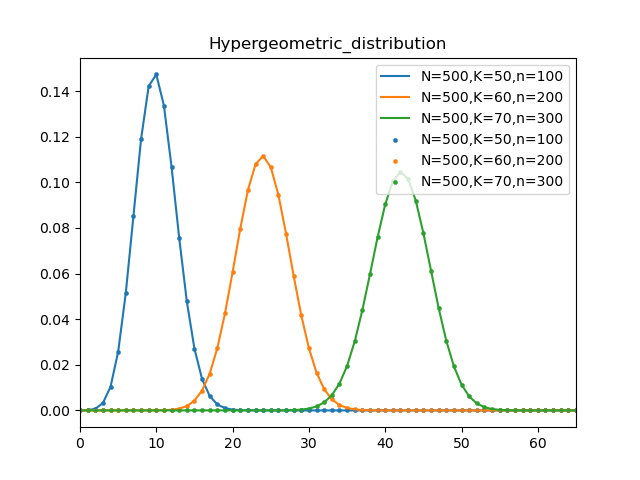 Hypergeometric_distribution
0.14
0.12
0.10
0.08
0.06
0.04
0.02
0.00
N=500,K=50,n=100
N=500,K=60,n=200
N=500,K=70,n=300
N=500,K=50,n=100
N=500,K=60,n=200
N=500,K=70,n=300
0 10 20 30 40 50 60